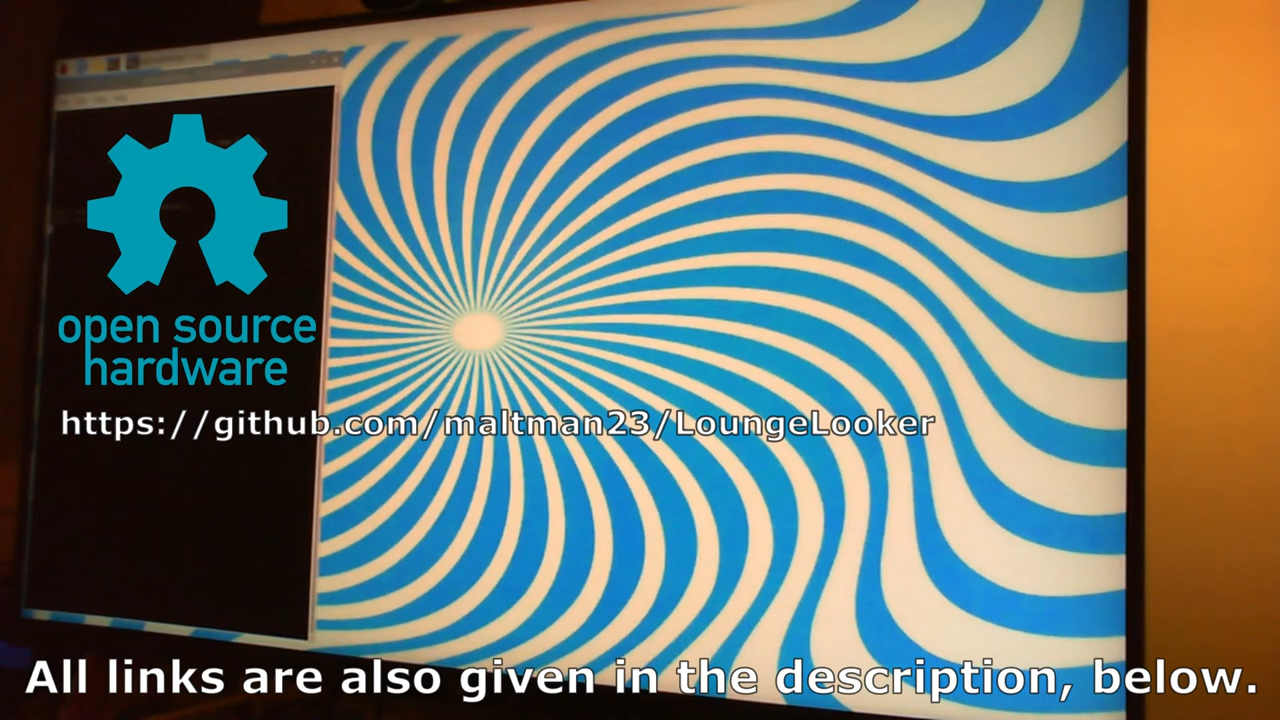 open source
hardware
https://github.com/maltman23/LoungeLooker
All links are also given in the description, below.